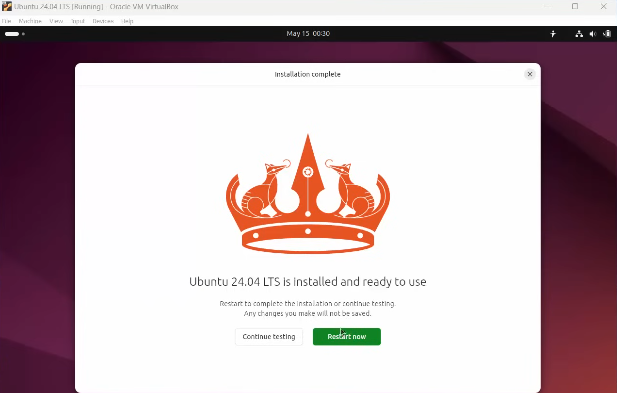 Ubuntu 24.04 LTS [Running] - Oracle VM VirtualBox
File Machine View Input Devices Help
May 15 00:30
Installation complete
Ubuntu 24.04 LTS is installed and ready to use
Restart to complete the installation or continue testing.
Any changes you make will not be saved.
Continue testing Restart now